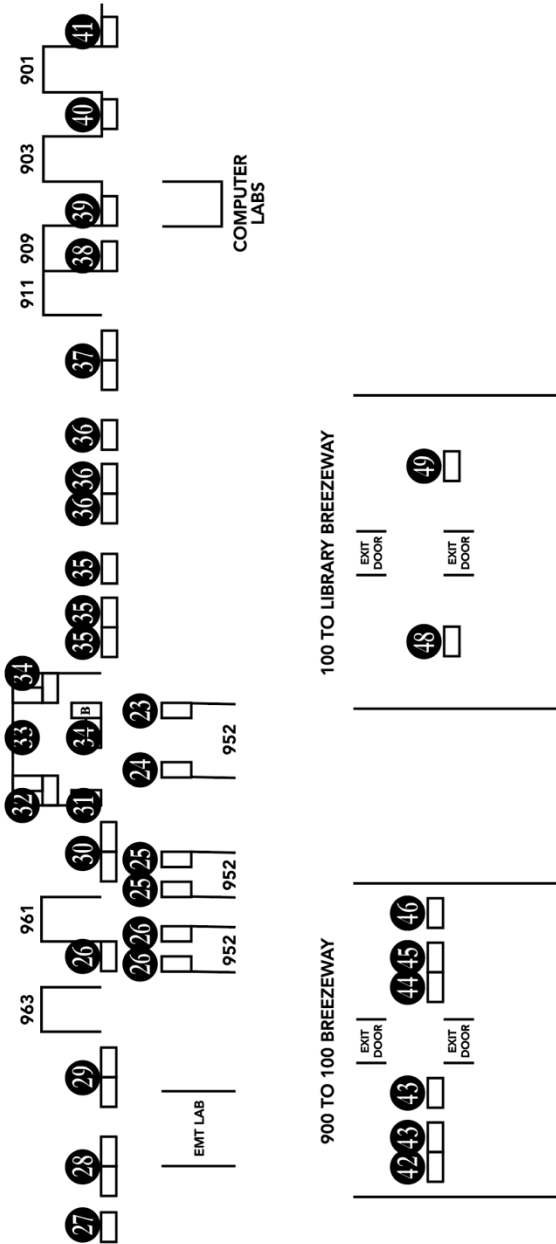 32 33 34
963 961 911 909 903 901
27 28 29 26 30 31 34 35 35 35 36 36 36 37 38 39 40 41
B
26 26 25 25 24 23
EMT LAB
952 952 952
COMPUTER
LABS
900 TO 100 BREEZEWAY
EXIT
DOOR
42 43 43 44 45 46
EXIT
DOOR
100 TO LIBRARY BREEZEWAY
EXIT
DOOR
48 49
EXIT
DOOR